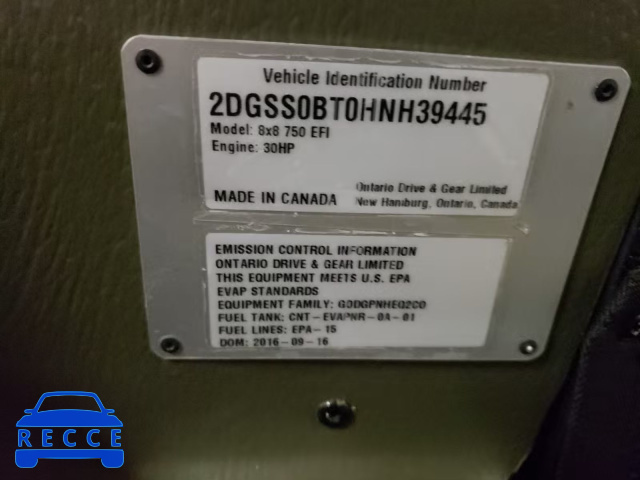 Vehicle Identification Number
2DGSS0BT0HNH39445
Model: 8x8 750 EFI
Engine: 30HP
MADE IN CANADA
Ontario Drive & Gear Limited
New Hamburg, Ontario, Canada
EMISSION CONTROL INFORMATION
ONTARIO DRIVE & GEAR LIMITED
THIS EQUIPMENT MEETS U.S. EPA
EVAP STANDARDS
EQUIPMENT FAMILY: GODGPNHEQ2C0
FUEL TANK: CNT-EVAPNR-0A-01
FUEL LINES: EPA-15
DOM: 2016-09-16
RECCE